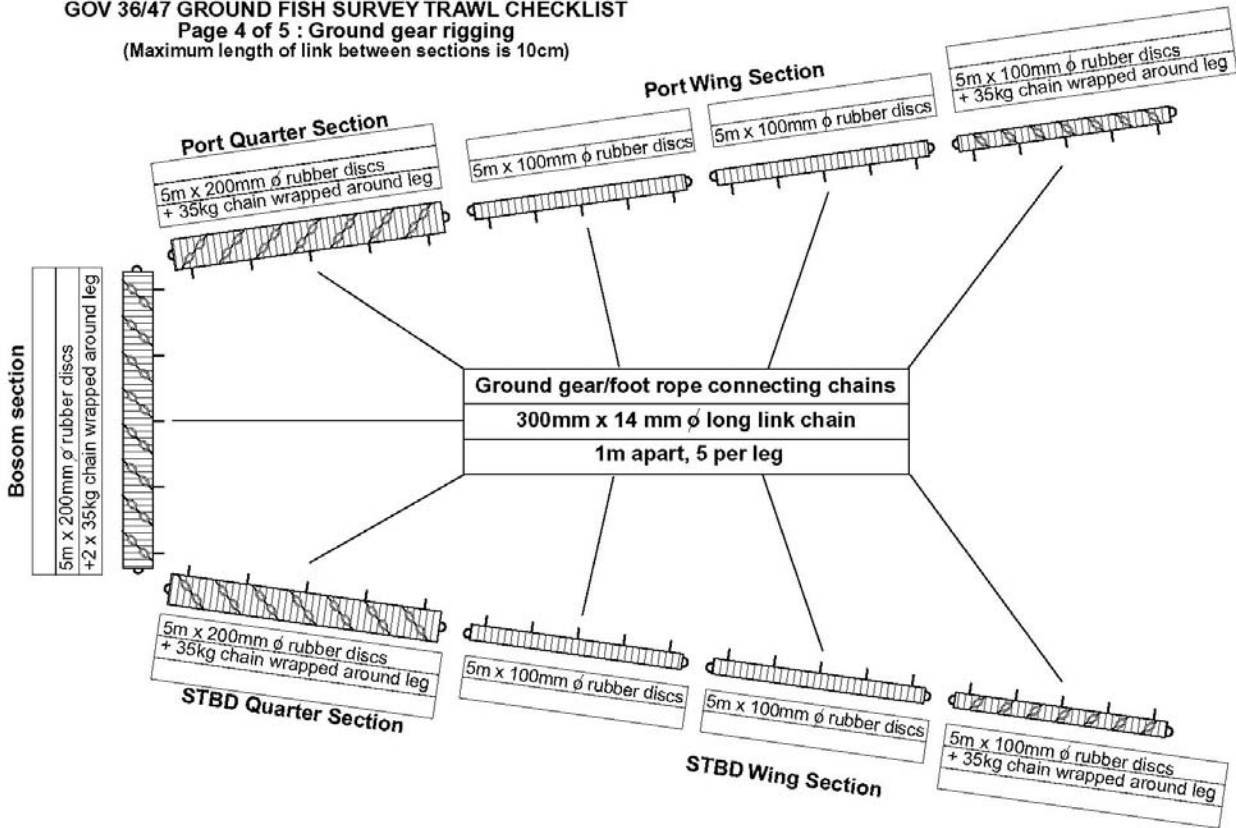 GOV 36/47 GROUND FISH SURVEY TRAWL CHECKLIST
Page 4 of 5 : Ground gear rigging
(Maximum length of link between sections is 10cm)
Port Quarter Section
5m x 200mm ϕ rubber discs
+ 35kg chain wrapped around leg
5m x 100mm ϕ rubber discs
Port Wing Section
5m x 100mm ϕ rubber discs
5m x 100mm ϕ rubber discs
+ 35kg chain wrapped around leg
Bosom section
5m x 200mm ϕ rubber discs
+2 x 35kg chain wrapped around leg
Ground gear/foot rope connecting chains
300mm x 14 mm ϕ long link chain
1m apart, 5 per leg
5m x 200mm ϕ rubber discs
+ 35kg chain wrapped around leg
STBD Quarter Section
5m x 100mm ϕ rubber discs
5m x 100mm ϕ rubber discs
STBD Wing Section
5m x 100mm ϕ rubber discs
+ 35kg chain wrapped around leg